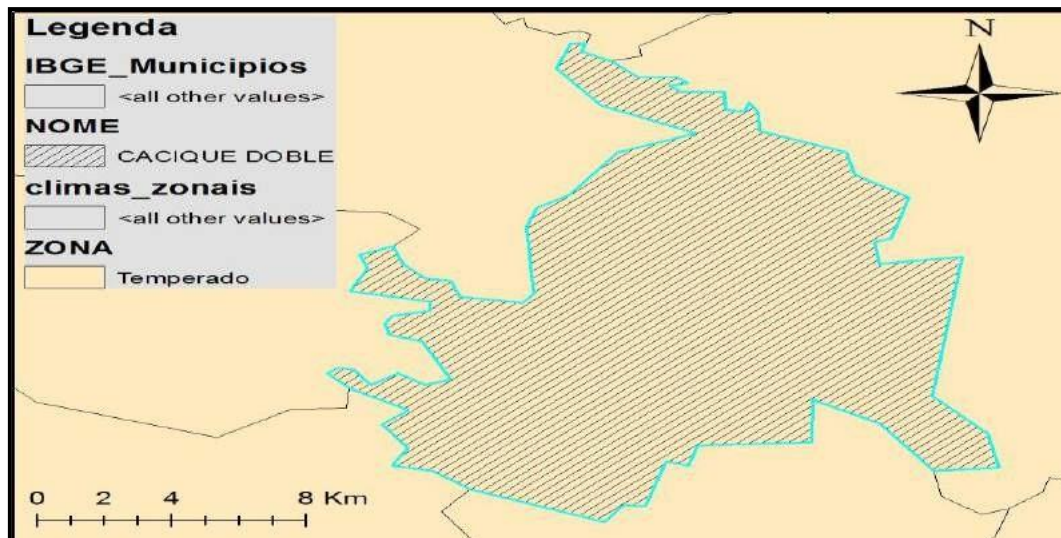 Legenda
IBGE_Municipios
<all other values>
NOME
CACIQUE DOBLE
climas_zonais
<all other values>
ZONA
Temperado
N
0 2 4 8 Km